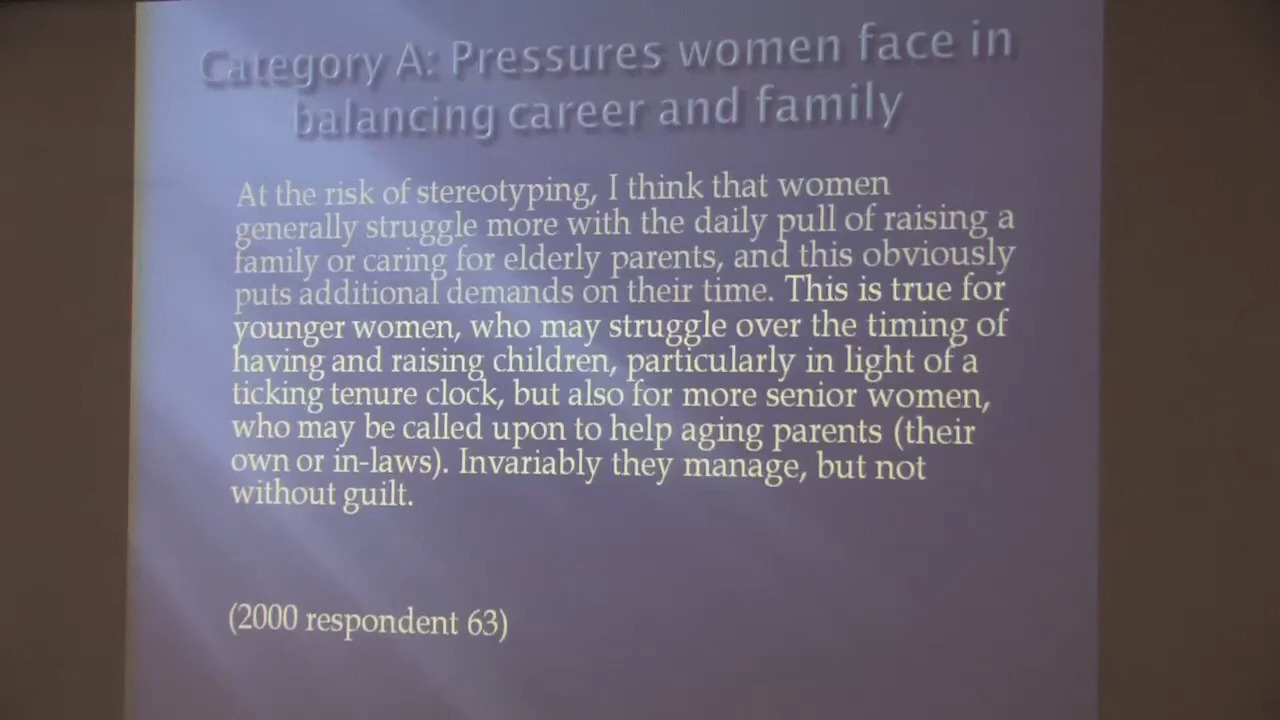 Category A: Pressures women face in
balancing career and family
At the risk of stereotyping, I think that women
generally struggle more with the daily pull of raising a
family or caring for elderly parents, and this obviously
puts additional demands on their time. This is true for
younger women, who may struggle over the timing of
having and raising children, particularly in light of a
ticking tenure clock, but also for more senior women,
who may be called upon to help aging parents (their
own or in-laws). Invariably they manage, but not
without guilt.
(2000 respondent 63)